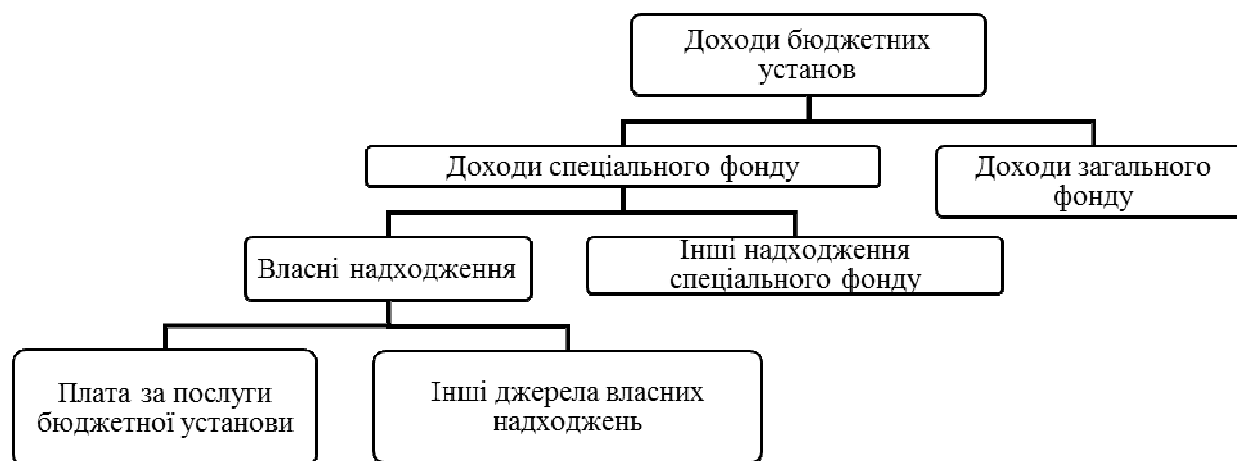 Доходи бюджетних
установ
Доходи спеціального фонду
Доходи загального
фонду
Власні надходження
Інші надходження
спеціального фонду
Плата за послуги
бюджетної установи
Інші джерела власних
надходжень